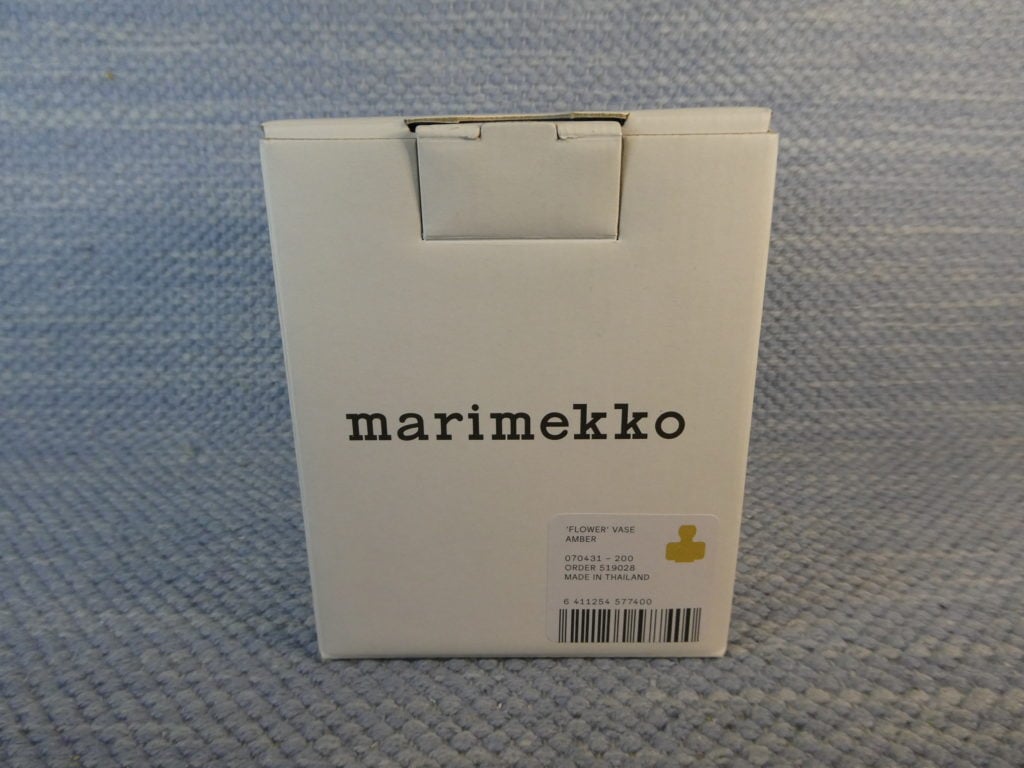 marimekko
'FLOWER' VASE
AMBER
070431 – 200
ORDER 519028
MADE IN THAILAND
6 411254 577400